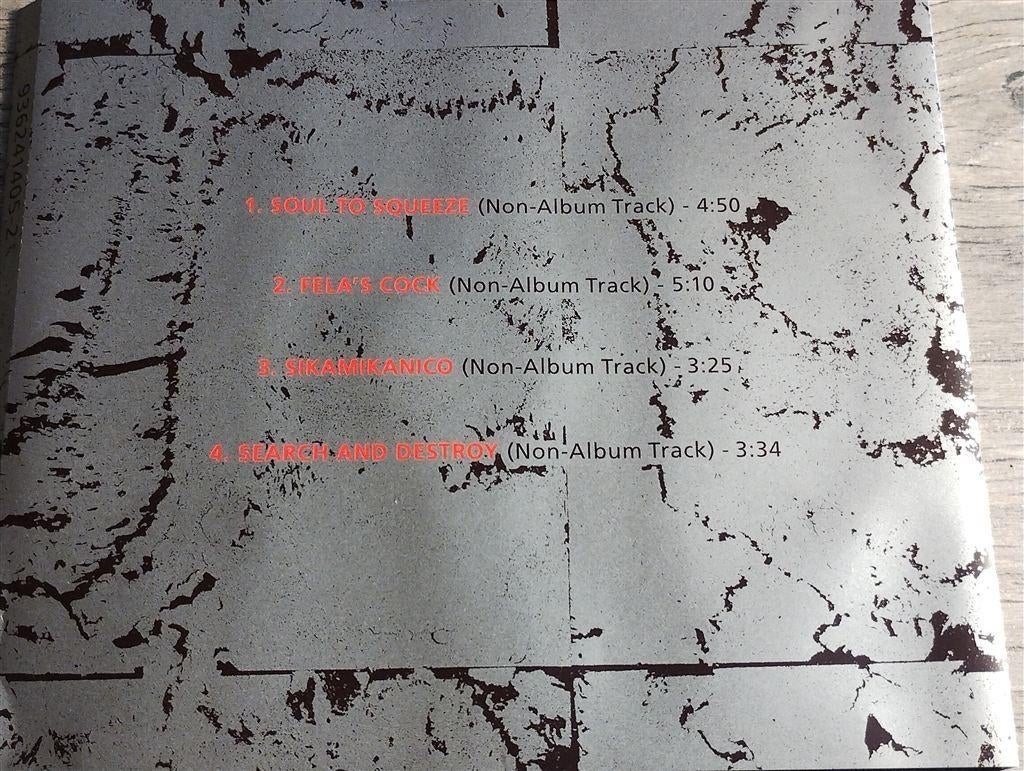 1. SOUL TO SQUEEZE (Non-Album Track) - 4:50
2. FELA'S COCK (Non-Album Track) - 5:10
3. SIKAMIKANICO (Non-Album Track) - 3:25
4. SEARCH AND DESTROY (Non-Album Track) - 3:34